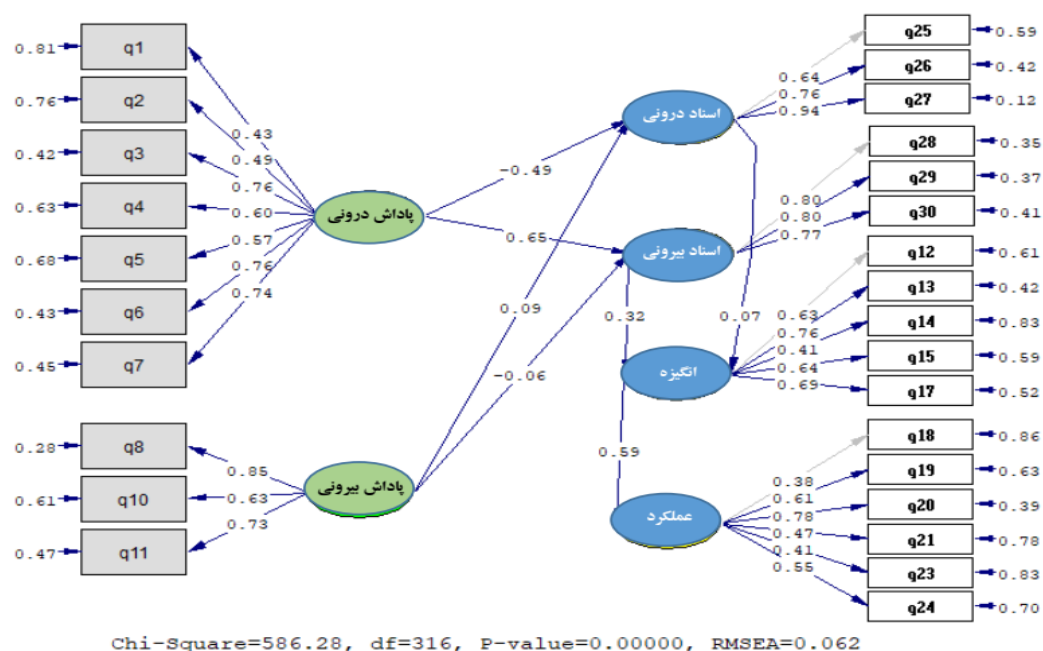 0.81
q1
0.76
q2
0.42
q3
0.63
q4
0.68
q5
0.43
q6
0.45
q7
0.28
q8
0.61
q10
0.47
q11
0.43
0.49
0.76
0.60
0.57
0.76
0.74
0.85
0.63
0.73
پاداش درونی
پاداش بیرونی
-0.49
0.65
0.09
-0.06
اسناد درونی
اسناد بیرونی
0.32
0.07
انگیزه
0.59
عملکرد
0.64
0.76
0.94
0.80
0.80
0.77
0.63
0.76
0.41
0.64
0.69
0.38
0.61
0.78
0.47
0.41
0.55
q25
0.59
q26
0.42
q27
0.12
q28
0.35
q29
0.37
q30
0.41
q12
0.61
q13
0.42
q14
0.83
q15
0.59
q17
0.52
q18
0.86
q19
0.63
q20
0.39
q21
0.78
q23
0.83
q24
0.70
Chi-Square=586.28, df=316, P-value=0.00000, RMSEA=0.062